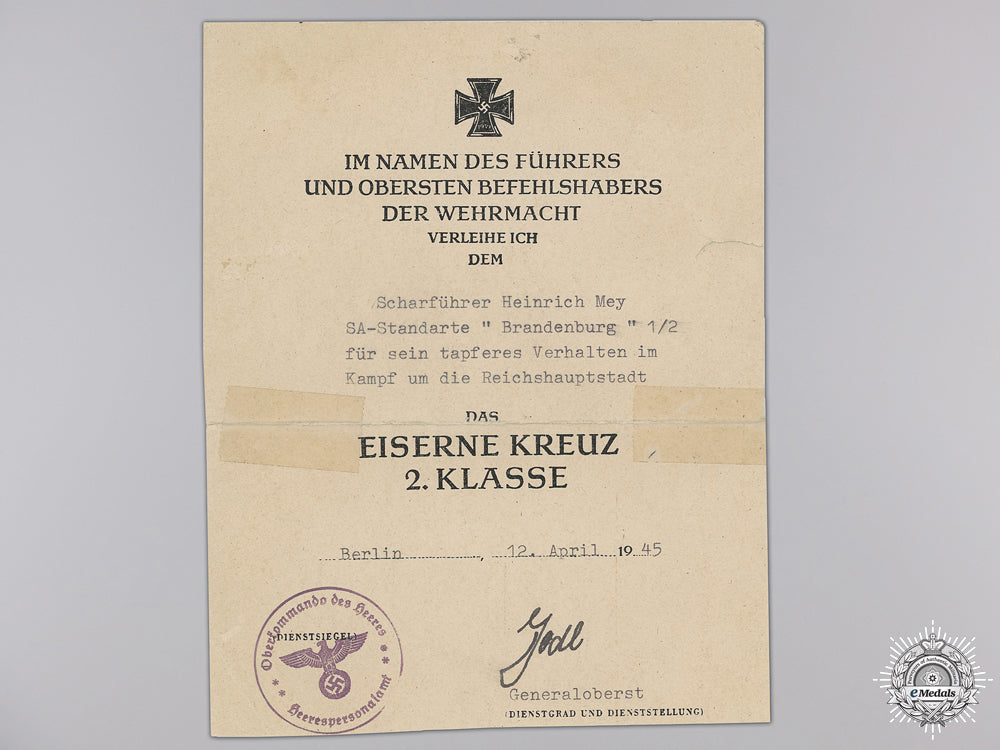 IM NAMEN DES FÜHRERS
UND OBERSTEN BEFEHLSHABERS
DER WEHRMACHT
VERLEIHE ICH
DEM
Scharführer Heinrich Mey
SA-Standarte " Brandenburg " 1/2
für sein tapferes Verhalten im
Kampf um die Reichshauptstadt
DAS
EISERNE KREUZ
2. KLASSE
Berlin, 12. April 1945
Oberkommando des Heeres
(DIENSTSIEGEL)
Heerespersonalamt
Jodl
Generaloberst
(DIENSTGRAD UND DIENSTSTELLUNG)
eMedals